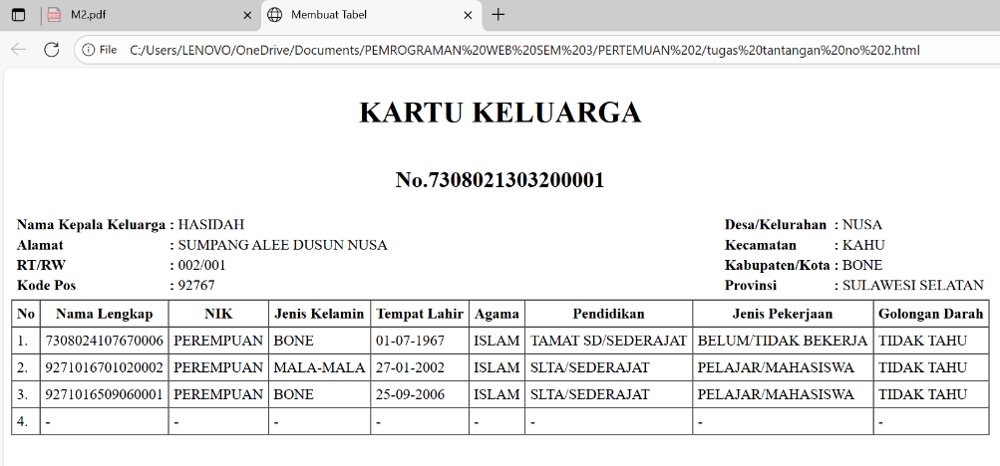 M2.pdf
Membuat Tabel
File C:/Users/LENOVO/OneDrive/Documents/PEMROGRAMAN%20WEB%20SEM%203/PERTEMUAN%202/tugas%20tantangan%20no%202.html
KARTU KELUARGA
No.7308021303200001
Nama Kepala Keluarga : HASIDAH Desa/Kelurahan : NUSA
Alamat : SUMPANG ALEE DUSUN NUSA Kecamatan : KAHU
RT/RW : 002/001 Kabupaten/Kota : BONE
Kode Pos : 92767 Provinsi : SULAWESI SELATAN
No Nama Lengkap NIK Jenis Kelamin Tempat Lahir Agama Pendidikan Jenis Pekerjaan Golongan Darah
1. 7308024107670006 PEREMPUAN BONE 01-07-1967 ISLAM TAMAT SD/SEDERAJAT BELUM/TIDAK BEKERJA TIDAK TAHU
2. 9271016701020002 PEREMPUAN MALA-MALA 27-01-2002 ISLAM SLTA/SEDERAJAT PELAJAR/MAHASISWA TIDAK TAHU
3. 9271016509060001 PEREMPUAN BONE 25-09-2006 ISLAM SLTA/SEDERAJAT PELAJAR/MAHASISWA TIDAK TAHU
4. - - - - - - - -